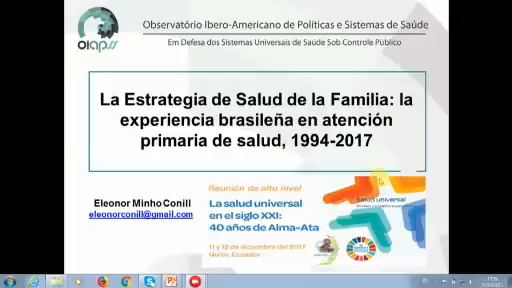 Observatório Ibero-Americano de Políticas e Sistemas de Saúde
OIAPSS
Em Defesa dos Sistemas Universais de Saúde Sob Controle Público
La Estrategia de Salud de la Familia: la
experiencia brasileña en atención
primaria de salud, 1994-2017
Eleonor Minho Conill
eleonorconill@gmail.com
Reunión de alto nivel
La salud universal
en el siglo XXI:
40 años de Alma-Ata
11 y 12 de diciembre del 2017
Quito, Ecuador
Salud universal